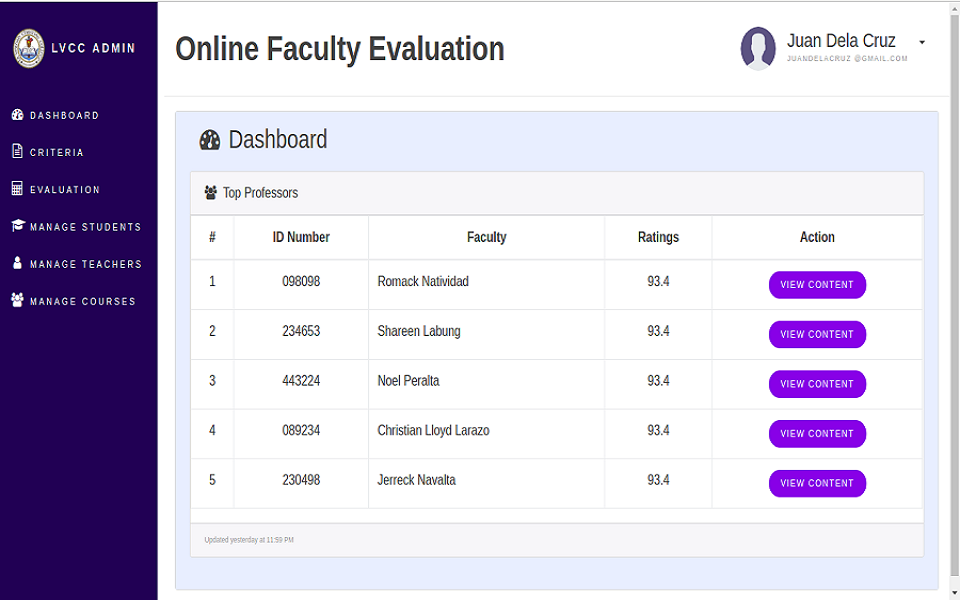 LVCC ADMIN
DASHBOARD
CRITERIA
EVALUATION
MANAGE STUDENTS
MANAGE TEACHERS
MANAGE COURSES
Online Faculty Evaluation
Juan Dela Cruz
JUANDELACRUZ @GMAIL.COM
Dashboard
Top Professors
# ID Number Faculty Ratings Action
1 098098 Romack Natividad 93.4 VIEW CONTENT
2 234653 Shareen Labung 93.4 VIEW CONTENT
3 443224 Noel Peralta 93.4 VIEW CONTENT
4 089234 Christian Lloyd Larazo 93.4 VIEW CONTENT
5 230498 Jerreck Navalta 93.4 VIEW CONTENT
Updated yesterday at 11:59 PM